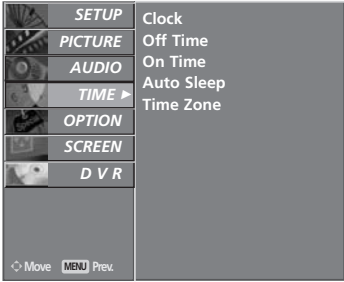 SETUP
PICTURE
AUDIO
TIME ►
OPTION
SCREEN
D V R
Move MENU Prev.
Clock
Off Time
On Time
Auto Sleep
Time Zone